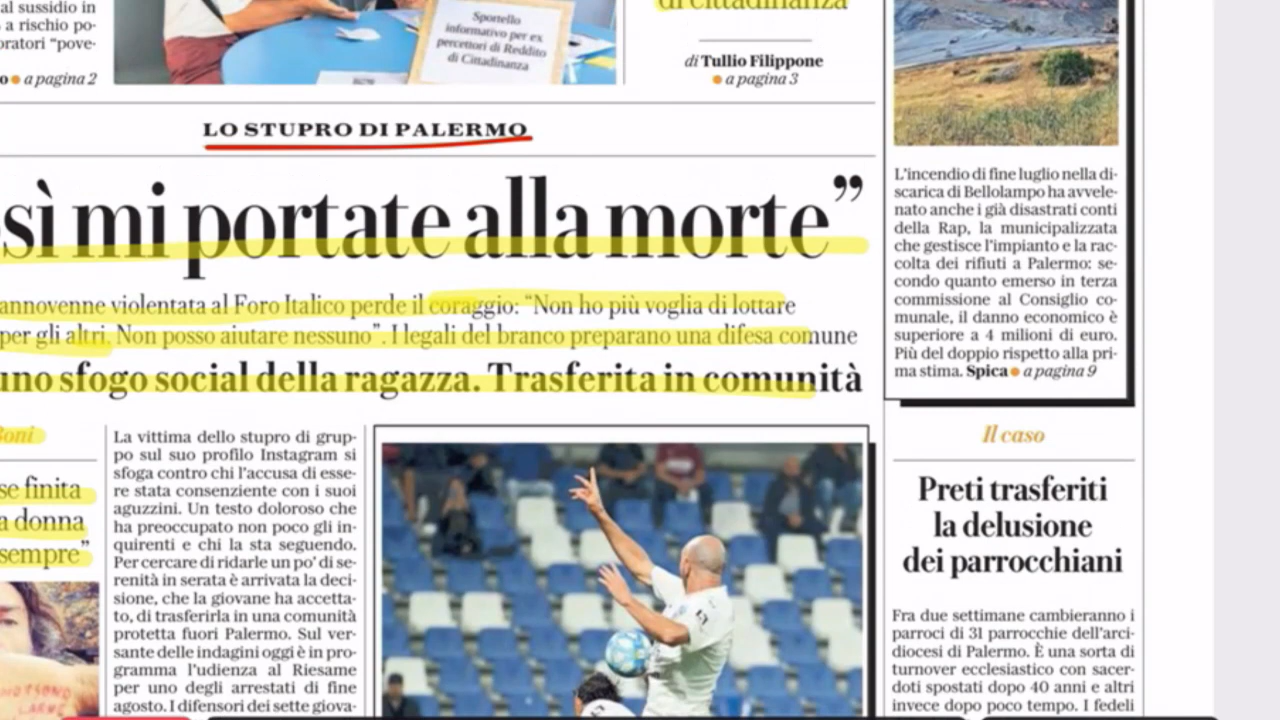 al sussidio in
a rischio po-
oratori “pove-
o ● a pagina 2
Sportello
informativo per ex
percettori di Reddito
di Cittadinanza
di cittadinanza
di Tullio Filippone
● a pagina 3
LO STUPRO DI PALERMO
sì mi portate alla morte”
annovenne violentata al Foro Italico perde il coraggio: “Non ho più voglia di lottare
per gli altri. Non posso aiutare nessuno”. I legali del branco preparano una difesa comune
uno sfogo social della ragazza. Trasferita in comunità
Boni
se finita
a donna
sempre”
La vittima dello stupro di grup-
po sul suo profilo Instagram si
sfoga contro chi l’accusa di esse-
re stata consenziente con i suoi
aguzzini. Un testo doloroso che
ha preoccupato non poco gli in-
quirenti e chi la sta seguendo.
Per cercare di ridarle un po’ di se-
renità in serata è arrivata la deci-
sione, che la giovane ha accetta-
to, di trasferirla in una comunità
protetta fuori Palermo. Sul ver-
sante delle indagini oggi è in pro-
gramma l’udienza al Riesame
per uno degli arrestati di fine
agosto. I difensori dei sette giova-
L’incendio di fine luglio nella di-
scarica di Bellolampo ha avvele-
nato anche i già disastrati conti
della Rap, la municipalizzata
che gestisce l’impianto e la rac-
colta dei rifiuti a Palermo: se-
condo quanto emerso in terza
commissione al Consiglio co-
munale, il danno economico è
superiore a 4 milioni di euro.
Più del doppio rispetto alla pri-
ma stima. Spica ● a pagina 9
Il caso
Preti trasferiti
la delusione
dei parrocchiani
Fra due settimane cambieranno i
parroci di 31 parrocchie dell’arci-
diocesi di Palermo. È una sorta di
turnover ecclesiastico con sacer-
doti spostati dopo 40 anni e altri
invece dopo poco tempo. I fedeli